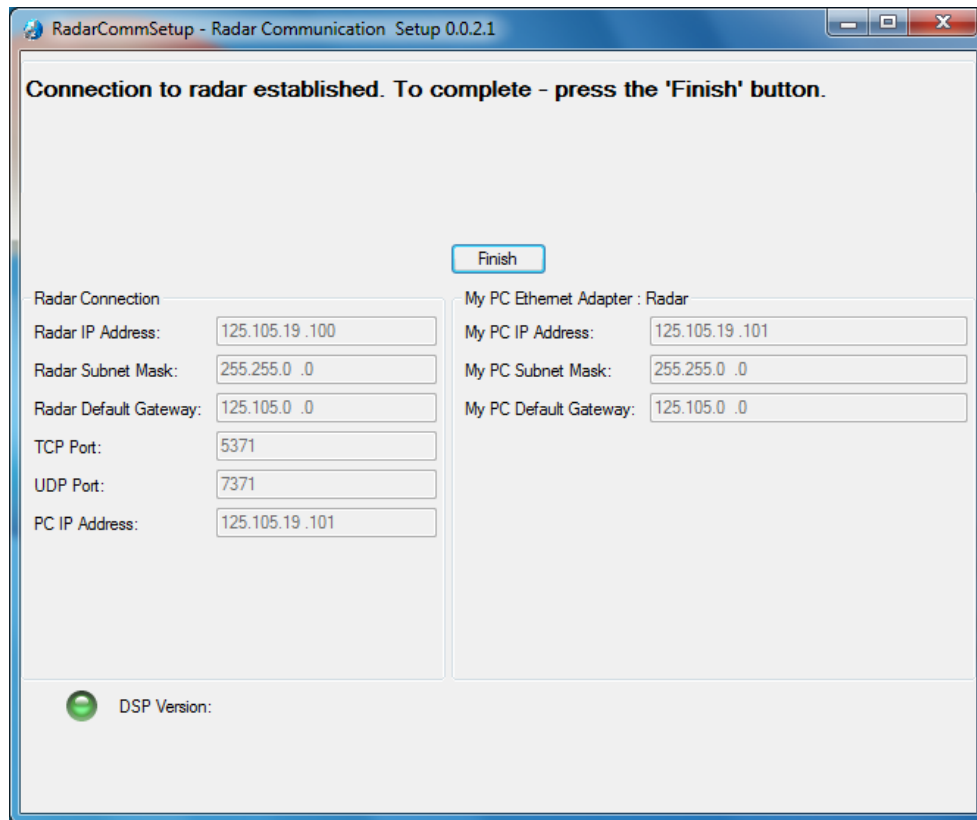 RadarCommSetup - Radar Communication Setup 0.0.2.1
Connection to radar established. To complete - press the 'Finish' button.
Finish
Radar Connection
Radar IP Address: 125.105.19 .100
Radar Subnet Mask: 255.255.0 .0
Radar Default Gateway: 125.105.0 .0
TCP Port: 5371
UDP Port: 7371
PC IP Address: 125.105.19 .101
My PC Ethernet Adapter : Radar
My PC IP Address: 125.105.19 .101
My PC Subnet Mask: 255.255.0 .0
My PC Default Gateway: 125.105.0 .0
DSP Version: